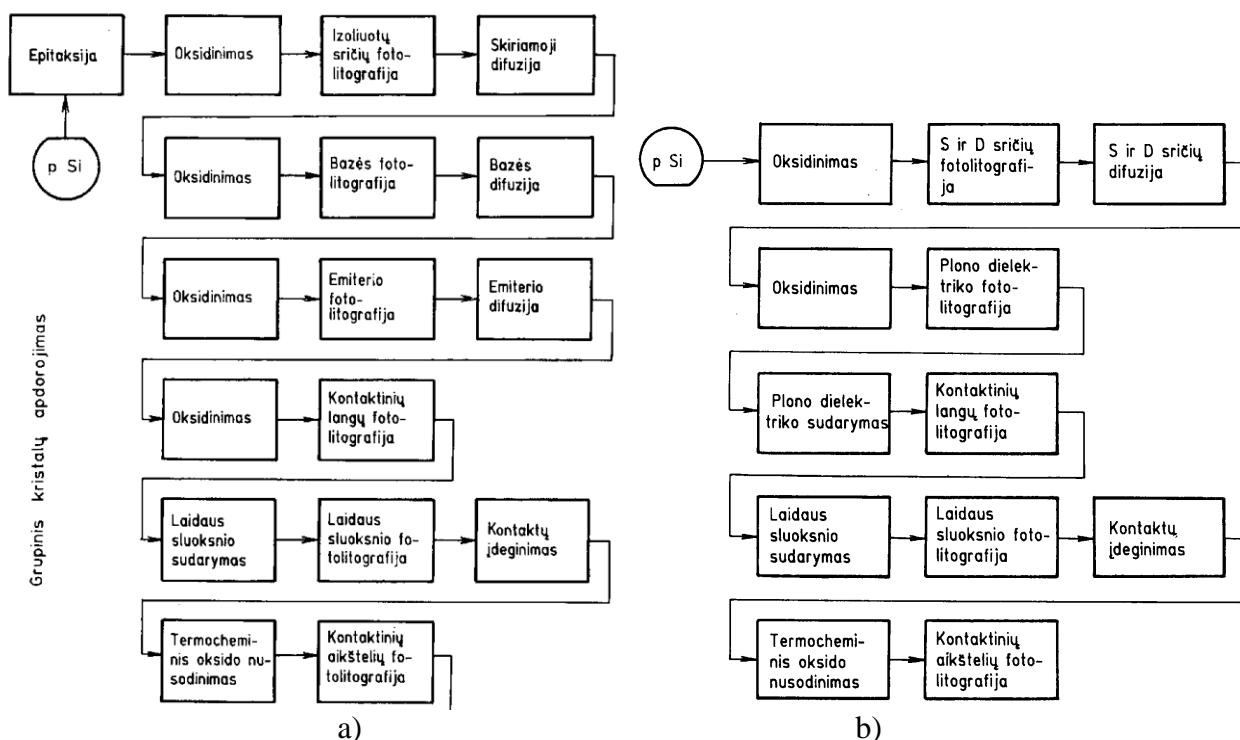 Epitaksija
Oksidinimas
Izoliuotų
sričių foto-
litografija
Skiriamoji
difuzija
p Si
Oksidinimas
Bazės foto-
litografija
Bazės
difuzija
Oksidinimas
Emiterio
foto-
litografija
Emiterio
difuzija
Oksidinimas
Kontaktinių
langų foto-
litografija
Laidaus
sluoksnio
sudarymas
Laidaus
sluoksnio fo-
tolitografija
Kontaktų
įdeginimas
Termochemi-
nis oksido nu-
sodinimas
Kontaktinių
aikštelių fo-
tolitografija
Grupinis kristalų apdorojimas
a)
p Si
Oksidinimas
S ir D sričių
fotolitografi-
ja
S ir D sričių
difuzija
Oksidinimas
Plono dielek-
triko foto-
litografija
Plono dielek-
triko sudarymas
Kontaktinių
langų foto-
litografija
Laidaus
sluoksnio
sudarymas
Laidaus
sluoksnio foto-
litografija
Kontaktų
įdeginimas
Termochemi-
nis oksido
nusodinimas
Kontaktinių
aikštelių foto-
litografija
b)